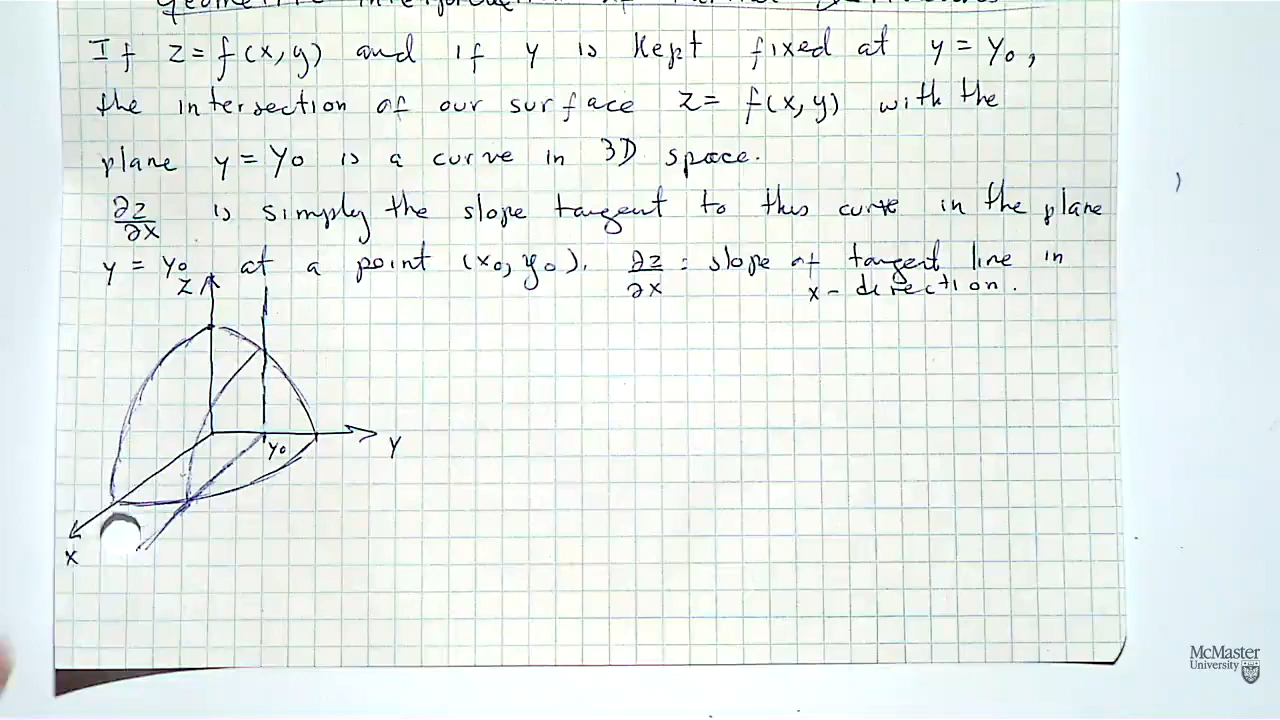 If z = f(x,y) and if y is kept fixed at y = y₀,
the intersection of our surface z = f(x,y) with the
plane y = y₀ is a curve in 3D space.
∂z/∂x is simply the slope tangent to this curve in the plane
y = y₀ at a point (x₀, y₀). ∂z/∂x : slope of tangent line in
x - direction.
z
y₀
y
x
McMaster
University